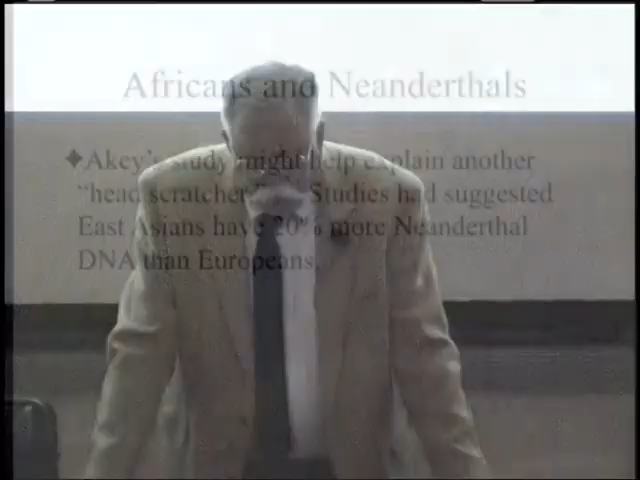 Africans and Neanderthals
◆Akey's study might help explain another
"head scratcher". Studies had suggested
East Asians have 20% more Neanderthal
DNA than Europeans.